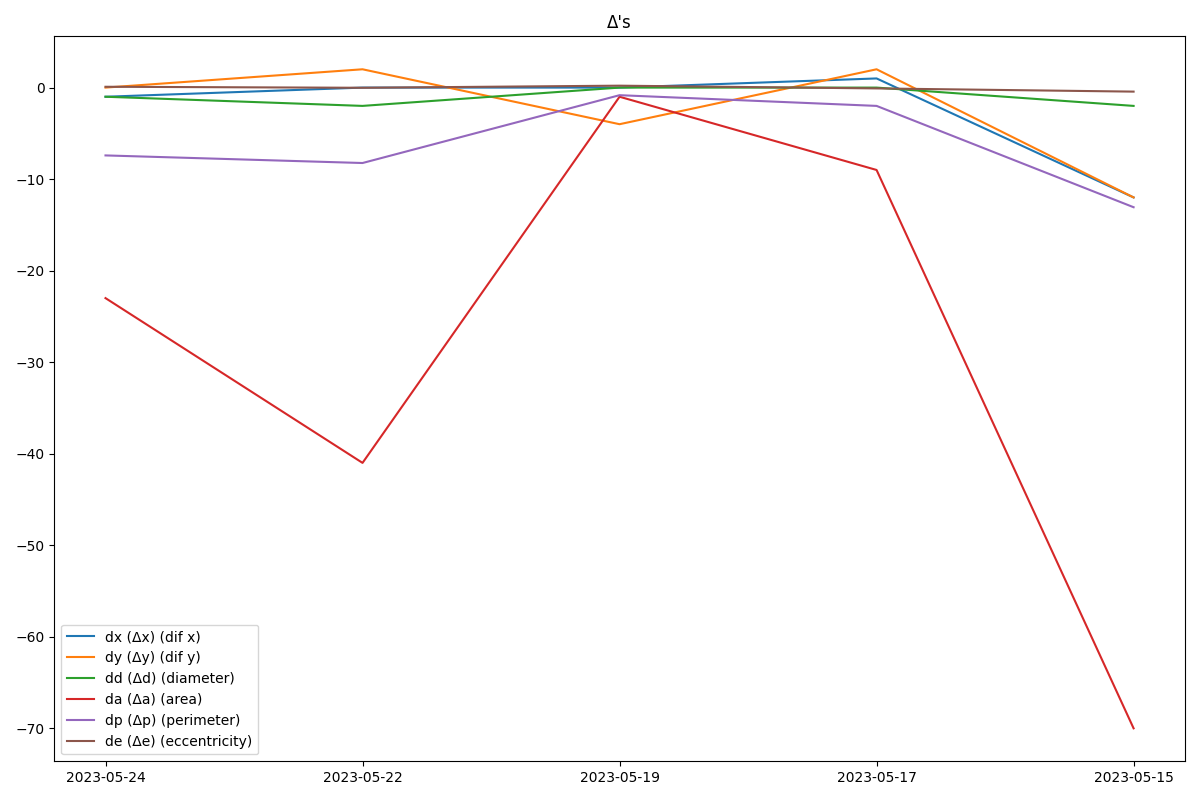 Δ's
0
−10
−20
−30
−40
−50
−60
−70
dx (Δx) (dif x)
dy (Δy) (dif y)
dd (Δd) (diameter)
da (Δa) (area)
dp (Δp) (perimeter)
de (Δe) (eccentricity)
2023-05-24 2023-05-22 2023-05-19 2023-05-17 2023-05-15